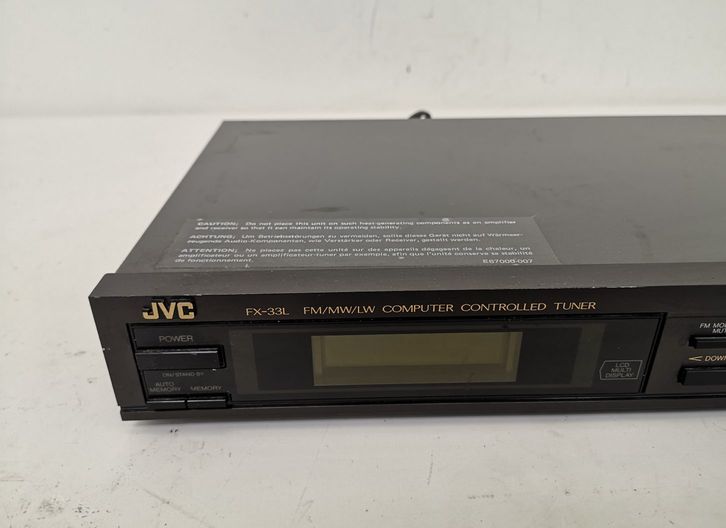 CAUTION; Do not place this unit on such heat-generating components as an amplifier
and receiver so that it can maintain its operating stability.
ACHTUNG; Um Betriebsstörungen zu vermeiden, sollte dieses Gerät nicht auf Wärmeer-
zeugende Audio-Komponenten, wie Verstärker oder Receiver, gestellt werden.
ATTENTION; Ne placez pas cette unité sur des appareils dégageant de la chaleur, un
amplificateur ou un amplificateur-tuner par exemple, afin que l'unité conserve sa stabilité
de fonctionnement. E67000-007
JVC FX-33L FM/MW/LW COMPUTER CONTROLLED TUNER
POWER
ON/STAND BY
AUTO
MEMORY MEMORY
LCD
MULTI
DISPLAY
FM MO
MUT
DOWN